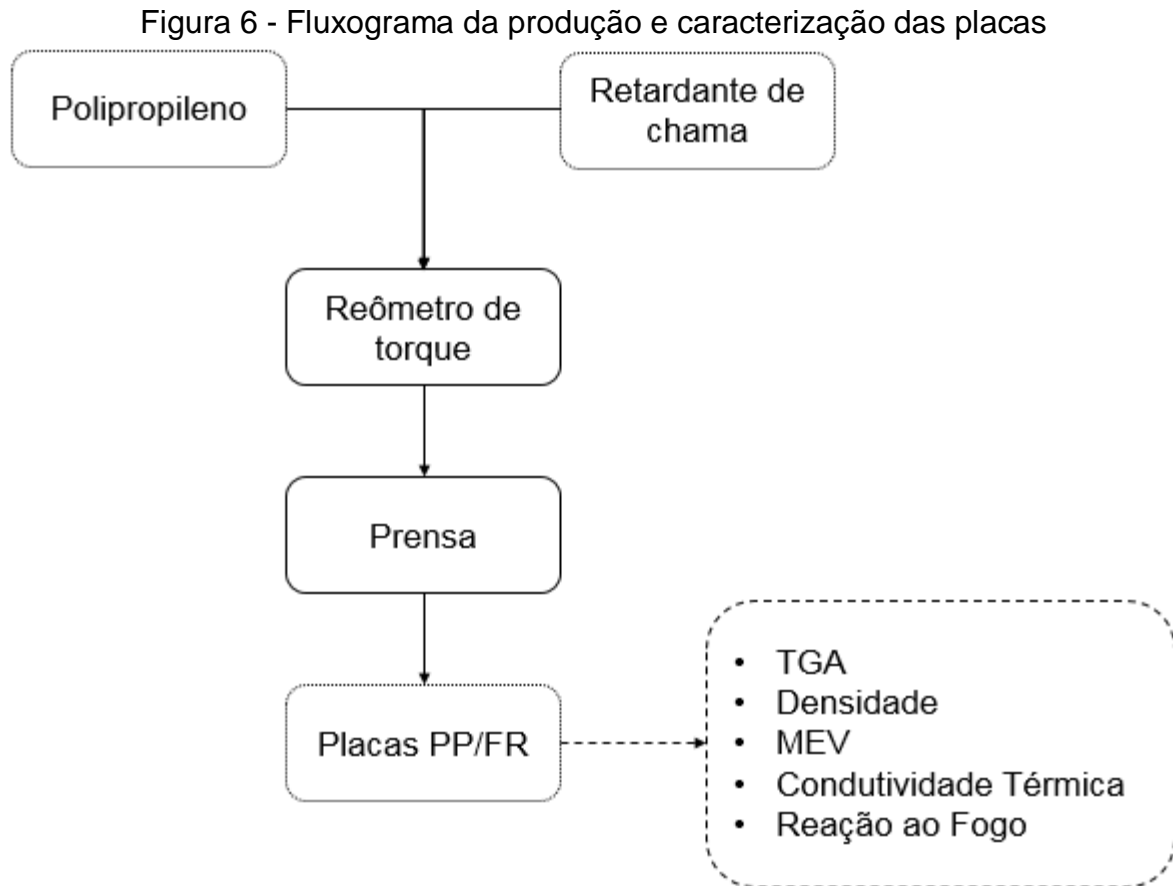 Figura 6 - Fluxograma da produção e caracterização das placas
Polipropileno
Retardante de
chama
Reômetro de
torque
Prensa
Placas PP/FR
• TGA
• Densidade
• MEV
• Condutividade Térmica
• Reação ao Fogo